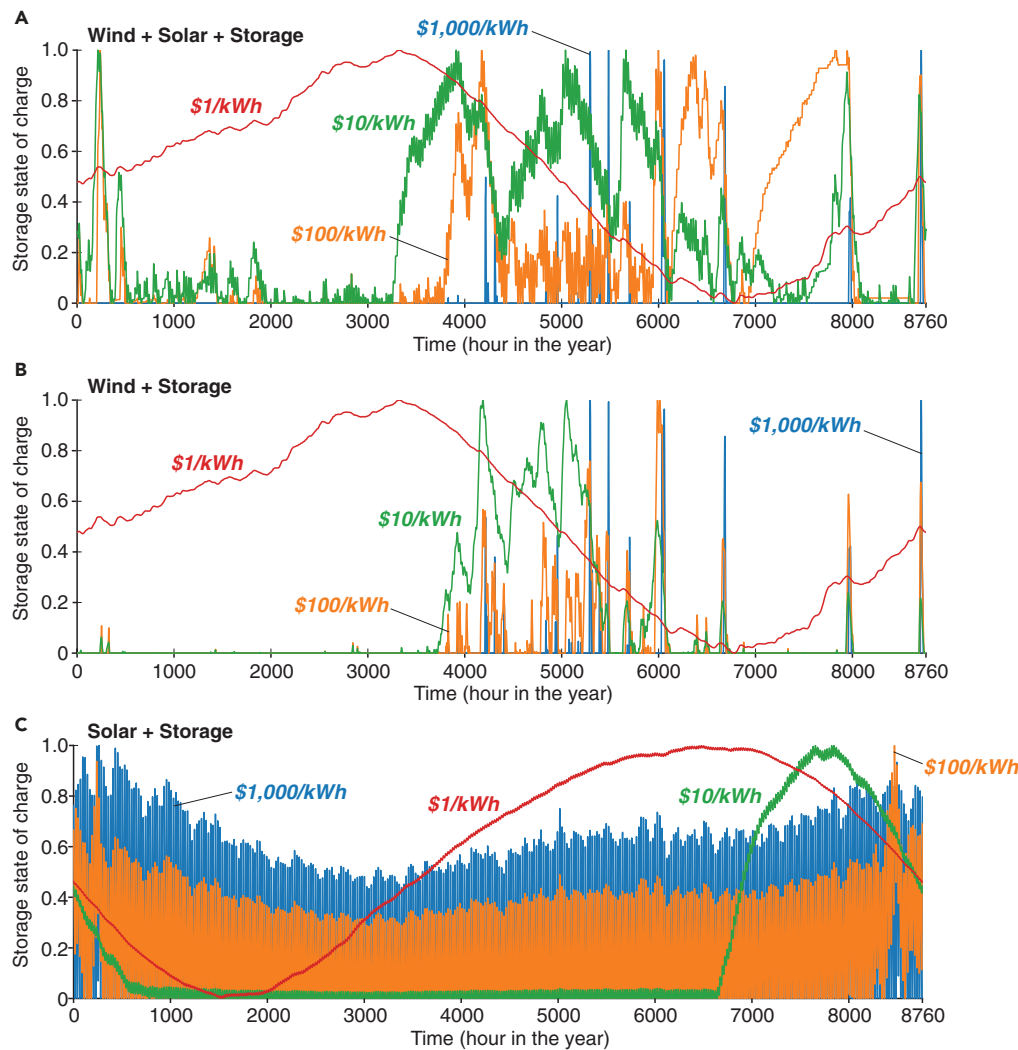 A
Wind + Solar + Storage
$1,000/kWh
$1/kWh
$10/kWh
$100/kWh
Storage state of charge
1.0
0.8
0.6
0.4
0.2
0
0 1000 2000 3000 4000 5000 6000 7000 8000 8760
Time (hour in the year)
B
Wind + Storage
$1,000/kWh
$1/kWh
$10/kWh
$100/kWh
Storage state of charge
1.0
0.8
0.6
0.4
0.2
0
0 1000 2000 3000 4000 5000 6000 7000 8000 8760
Time (hour in the year)
C
Solar + Storage
$100/kWh
$1,000/kWh
$1/kWh
$10/kWh
Storage state of charge
1.0
0.8
0.6
0.4
0.2
0
0 1000 2000 3000 4000 5000 6000 7000 8000 8760
Time (hour in the year)